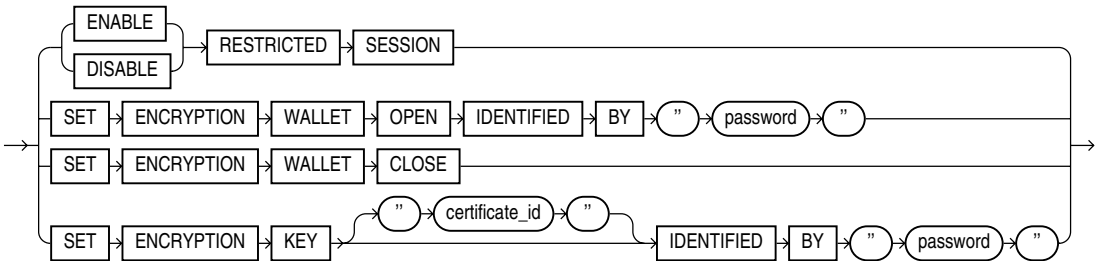 ENABLE
RESTRICTED SESSION
DISABLE
SET ENCRYPTION WALLET OPEN IDENTIFIED BY ” password ”
SET ENCRYPTION WALLET CLOSE
” certificate_id ”
SET ENCRYPTION KEY IDENTIFIED BY ” password ”